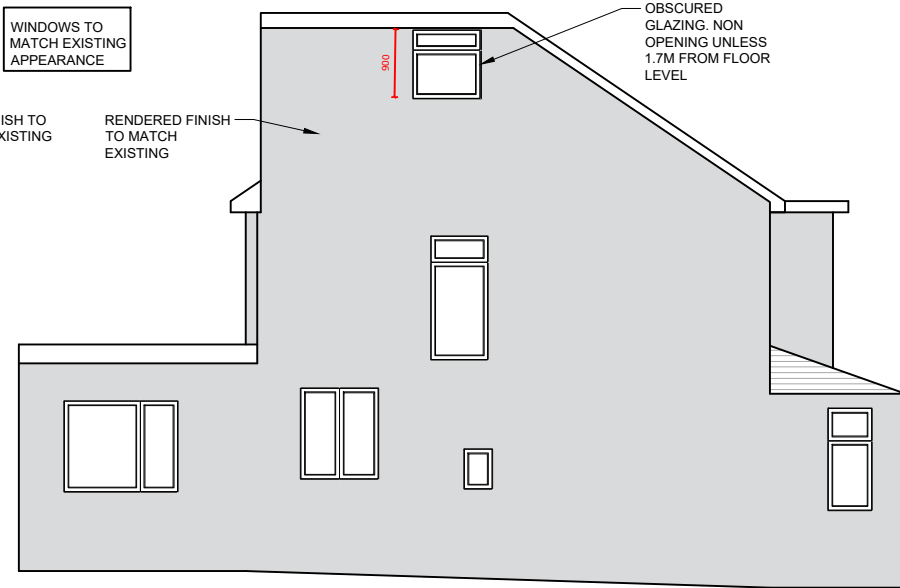 WINDOWS TO
MATCH EXISTING
APPEARANCE
OBSCURED
GLAZING. NON
OPENING UNLESS
1.7M FROM FLOOR
LEVEL
900
ISH TO
XISTING
RENDERED FINISH
TO MATCH
EXISTING